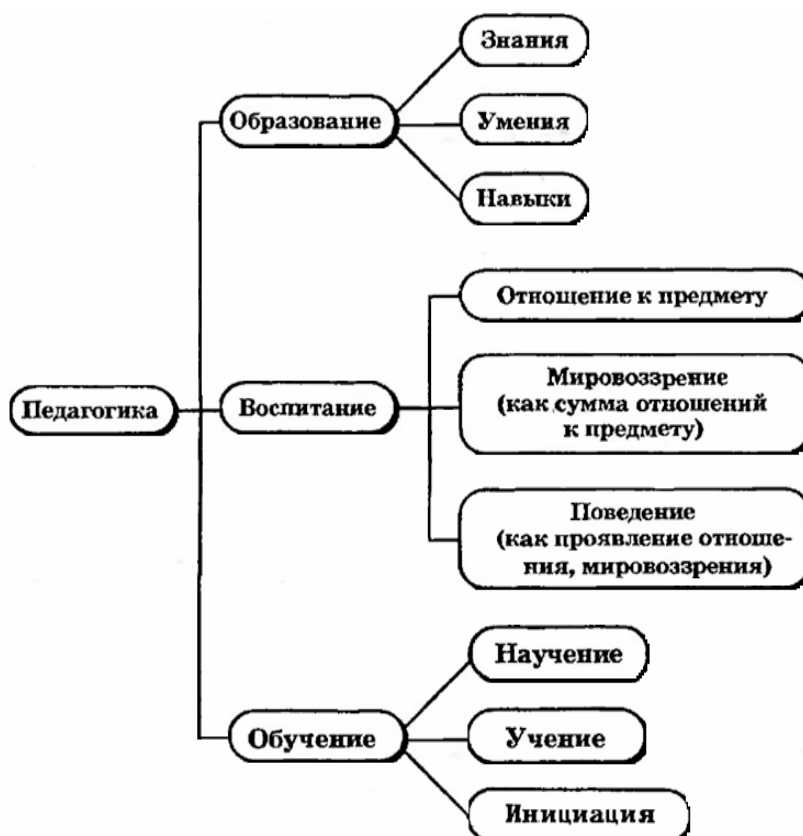 Знания
Образование
Умения
Навыки
Отношение к предмету
Педагогика
Воспитание
Мировоззрение
(как сумма отношений
к предмету)
Поведение
(как проявление отноше-
ния, мировоззрения)
Научение
Обучение
Учение
Инициация